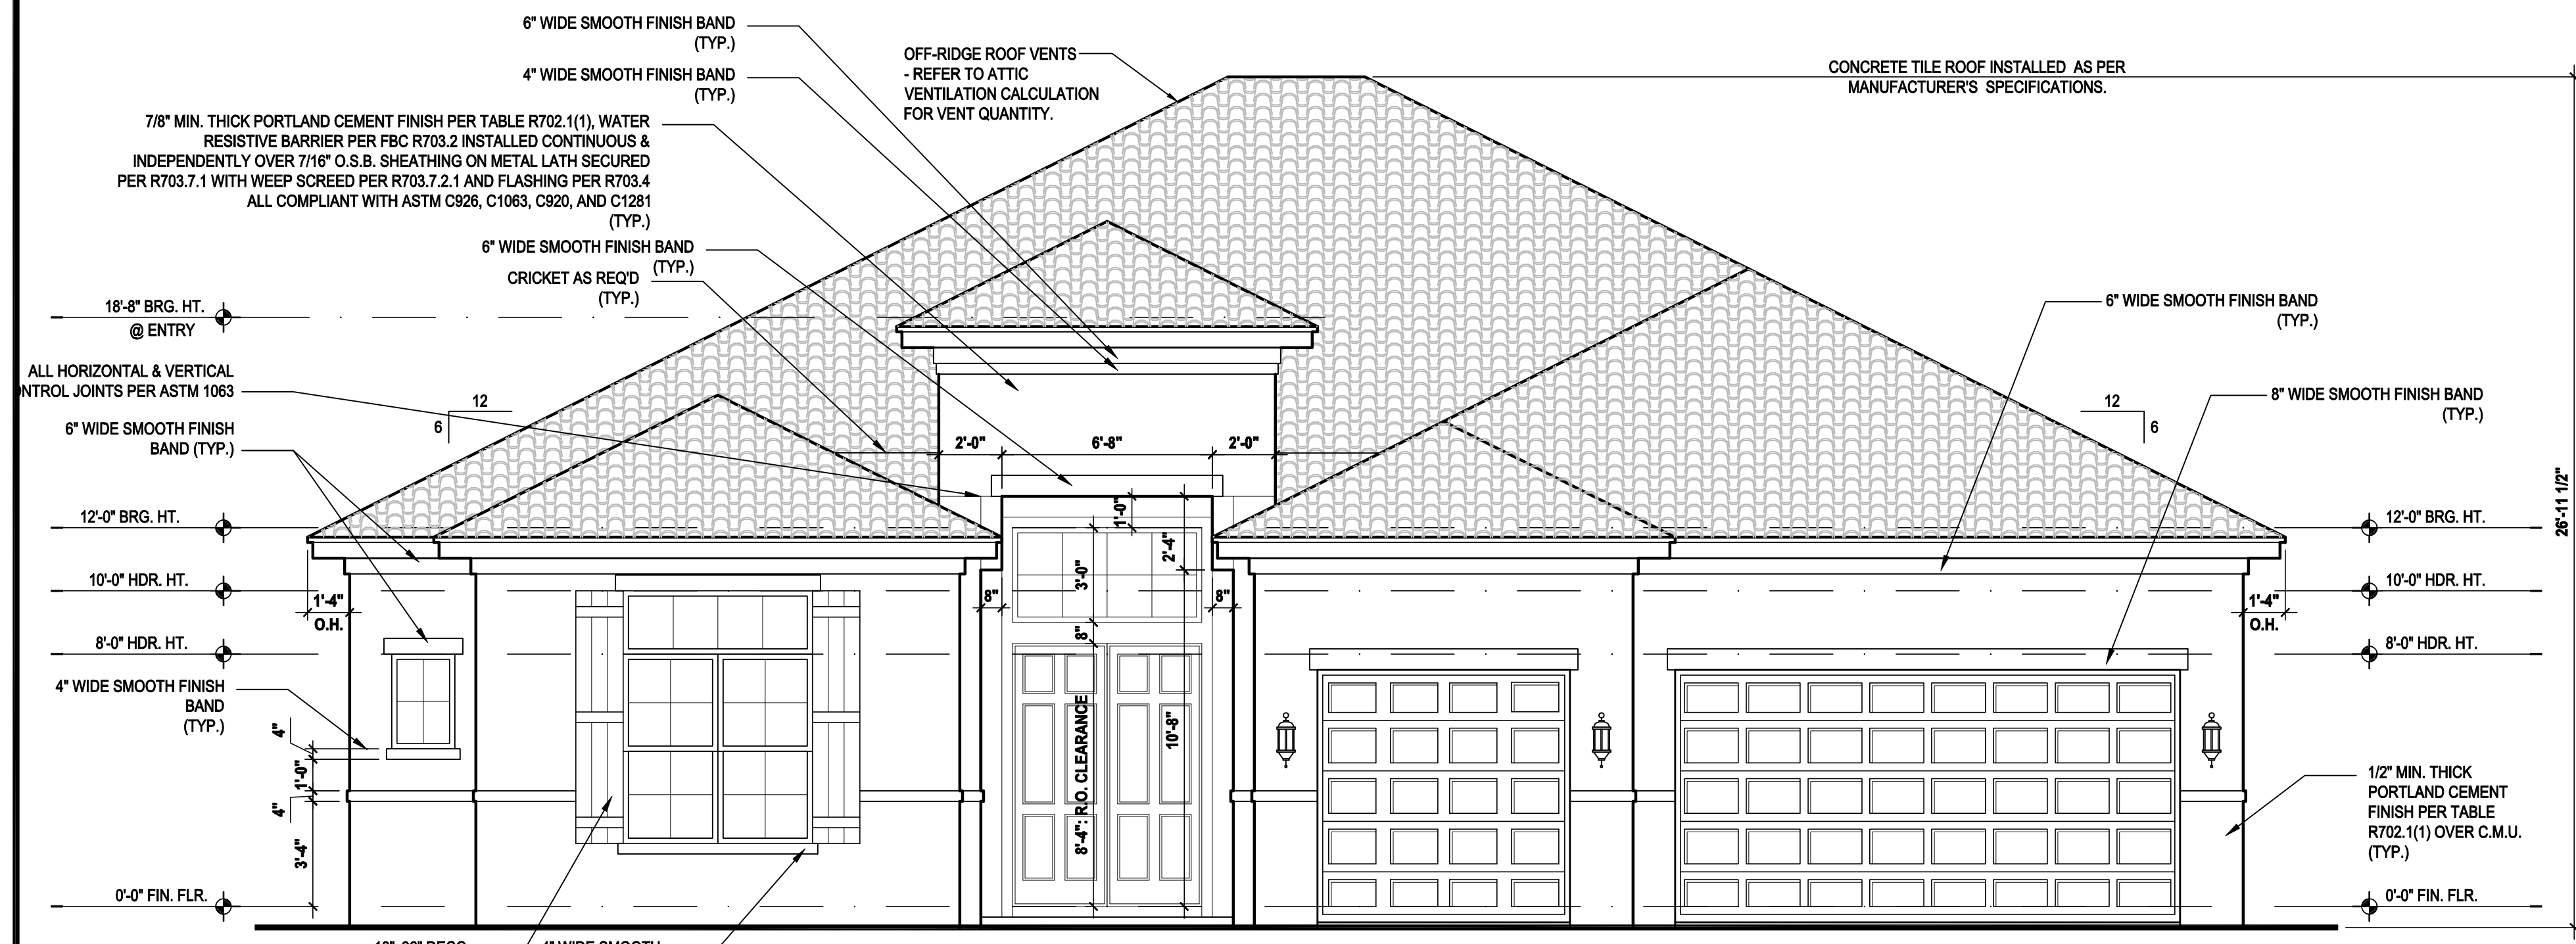 6" WIDE SMOOTH FINISH BAND
(TYP.)
4" WIDE SMOOTH FINISH BAND
(TYP.)
OFF-RIDGE ROOF VENTS
- REFER TO ATTIC
VENTILATION CALCULATION
FOR VENT QUANTITY.
CONCRETE TILE ROOF INSTALLED AS PER
MANUFACTURER'S SPECIFICATIONS.
7/8" MIN. THICK PORTLAND CEMENT FINISH PER TABLE R702.1(1), WATER
RESISTIVE BARRIER PER FBC R703.2 INSTALLED CONTINUOUS &
INDEPENDENTLY OVER 7/16" O.S.B. SHEATHING ON METAL LATH SECURED
PER R703.7.1 WITH WEEP SCREED PER R703.7.2.1 AND FLASHING PER R703.4
ALL COMPLIANT WITH ASTM C926, C1063, C920, AND C1281
(TYP.)
6" WIDE SMOOTH FINISH BAND
(TYP.)
CRICKET AS REQ'D
(TYP.)
18'-8" BRG. HT.
@ ENTRY
6" WIDE SMOOTH FINISH BAND
(TYP.)
ALL HORIZONTAL & VERTICAL
ONTROL JOINTS PER ASTM 1063
12
6
12
6
8" WIDE SMOOTH FINISH BAND
(TYP.)
6" WIDE SMOOTH FINISH
BAND (TYP.)
2'-0"
6'-8"
2'-0"
26'-11 1/2"
12'-0" BRG. HT.
1'-0"
2'-4"
12'-0" BRG. HT.
10'-0" HDR. HT.
3'-0"
10'-0" HDR. HT.
1'-4"
O.H.
8"
8"
1'-4"
O.H.
8'-0" HDR. HT.
8"
8'-0" HDR. HT.
4" WIDE SMOOTH FINISH
BAND
(TYP.)
4"
1'-0"
4"
3'-4"
8'-4": R.O. CLEARANCE
10'-8"
1/2" MIN. THICK
PORTLAND CEMENT
FINISH PER TABLE
R702.1(1) OVER C.M.U.
(TYP.)
0'-0" FIN. FLR.
0'-0" FIN. FLR.
4" WIDE SMOOTH